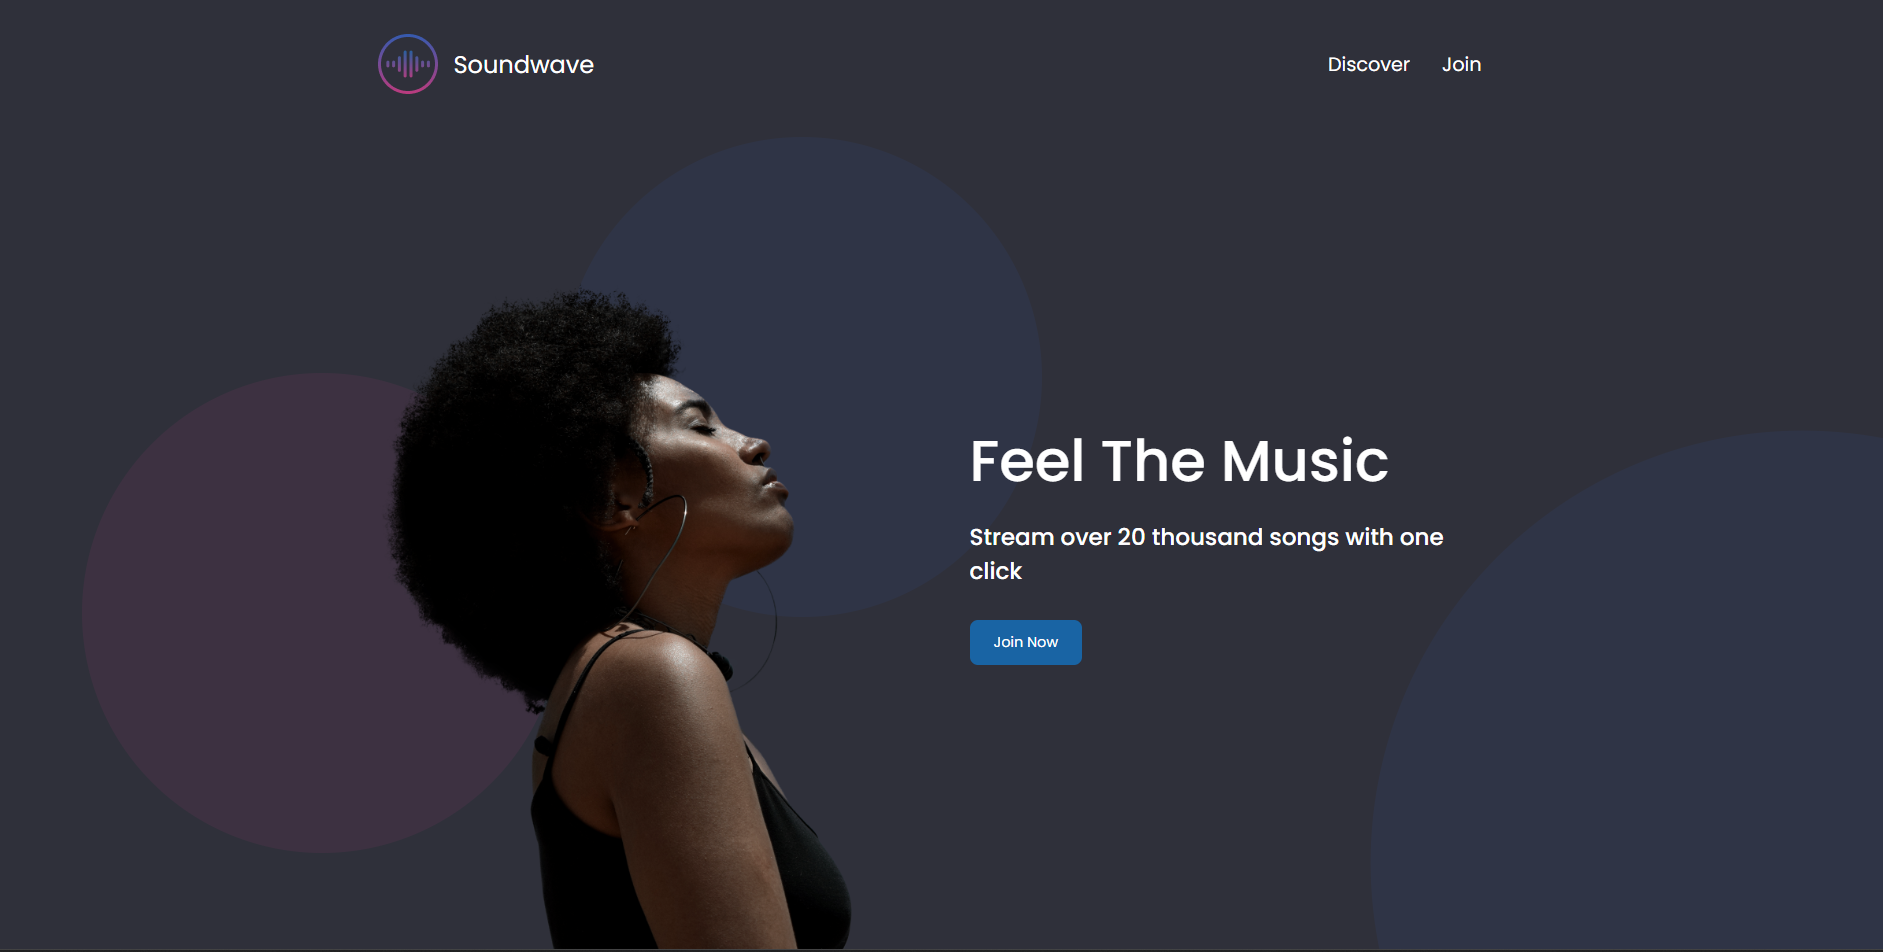 Soundwave
Discover
Join
Feel The Music
Stream over 20 thousand songs with one
click
Join Now